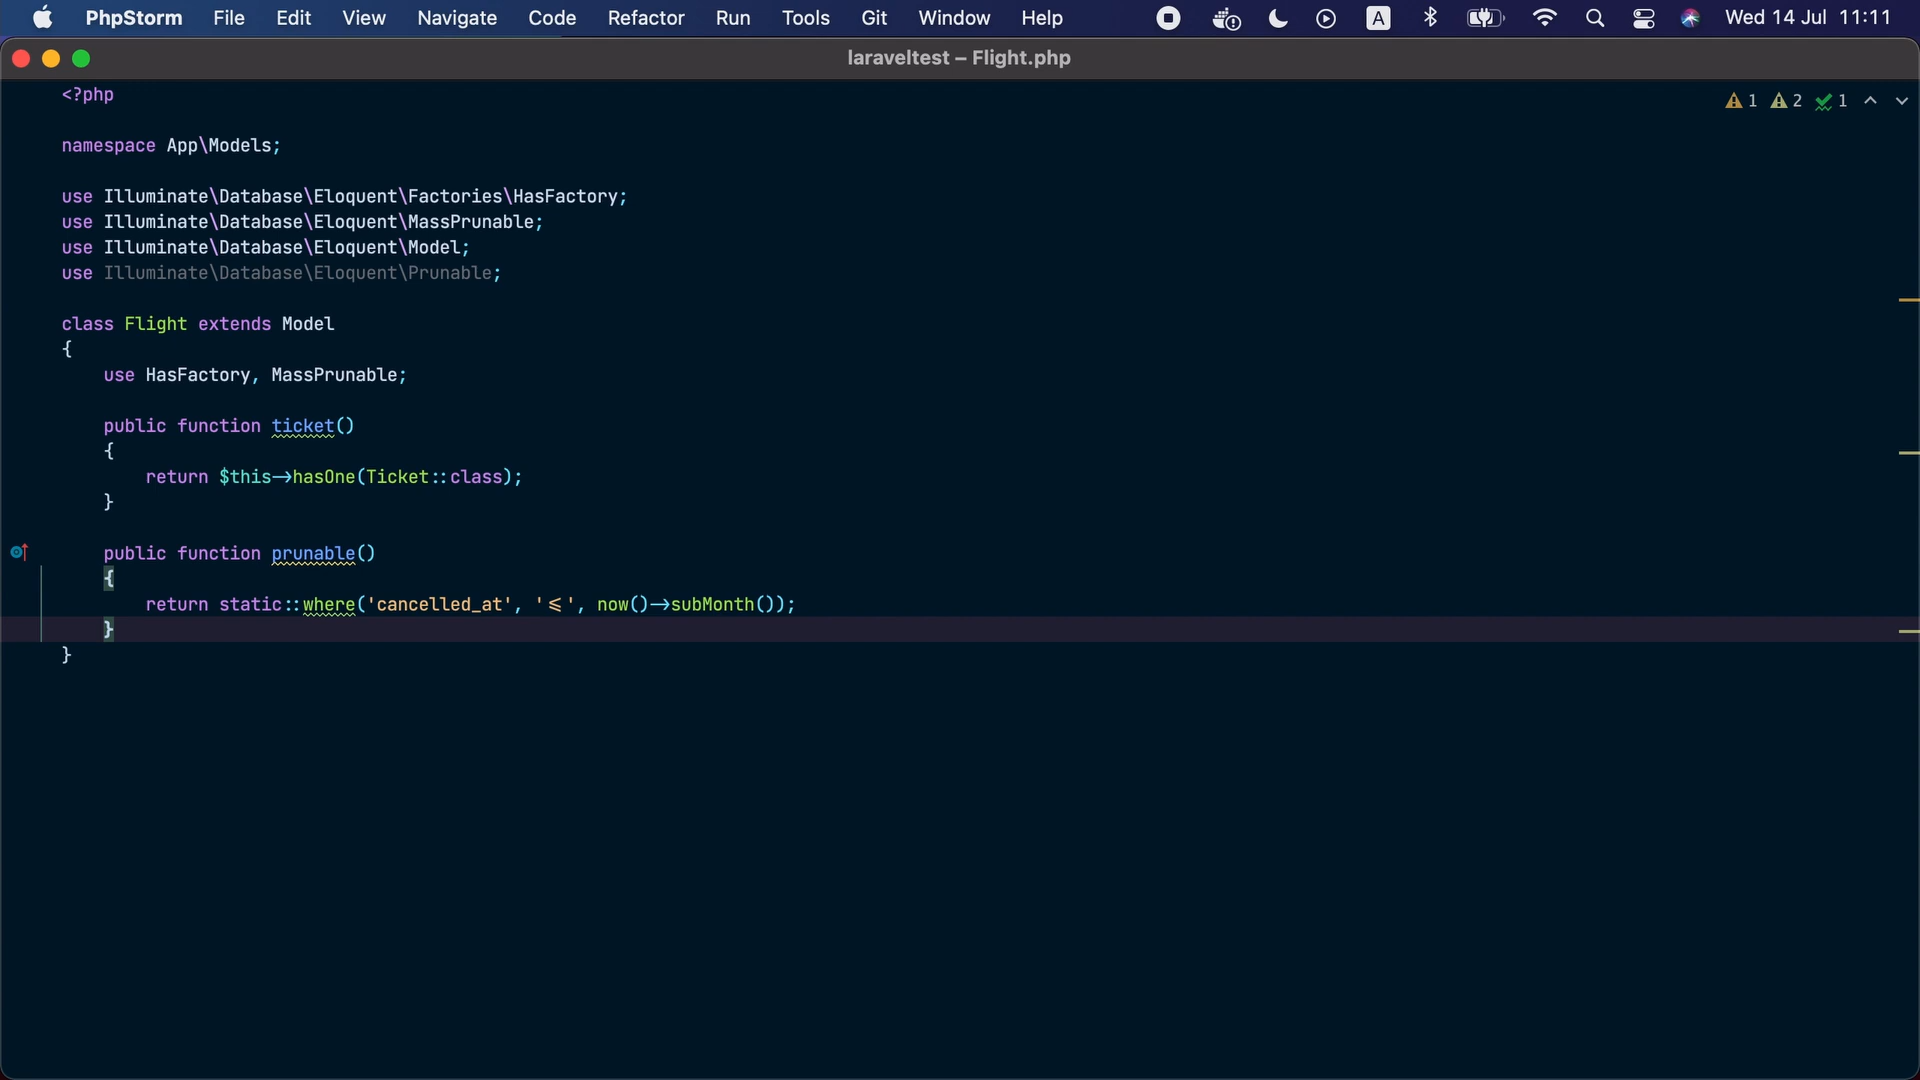 PhpStorm File Edit View Navigate Code Refactor Run Tools Git Window Help A Wed 14 Jul 11:11
laraveltest – Flight.php
<?php
1 2 1
namespace App\Models;
use Illuminate\Database\Eloquent\Factories\HasFactory;
use Illuminate\Database\Eloquent\MassPrunable;
use Illuminate\Database\Eloquent\Model;
use Illuminate\Database\Eloquent\Prunable;
class Flight extends Model
{
use HasFactory, MassPrunable;
public function ticket()
{
return $this->hasOne(Ticket::class);
}
public function prunable()
{
return static::where('cancelled_at', '<=', now()->subMonth());
}
}